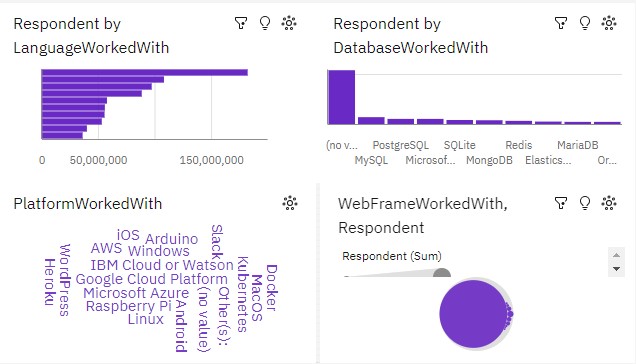 Respondent by
LanguageWorkedWith
0 50,000,000 150,000,000
Respondent by
DatabaseWorkedWith
(no v... PostgreSQL SQLite Redis MariaDB
MySQL Microsof... MongoDB Elastics... Or...
PlatformWorkedWith
iOS Arduino
AWS Windows
IBM Cloud or Watson
Google Cloud Platform
Microsoft Azure
Raspberry Pi
Linux
WordPress
Heroku
Slack
Kubernetes
Docker
MacOS
Other(s):
(no value)
Android
WebFrameWorkedWith,
Respondent
Respondent (Sum)